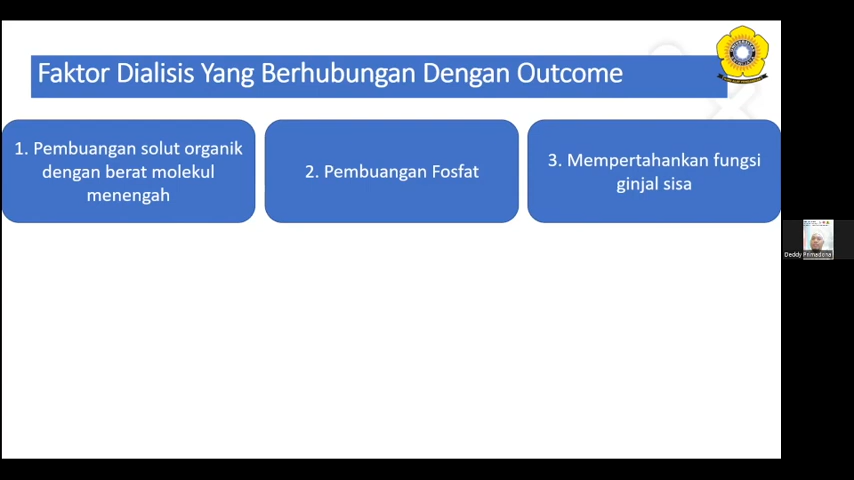 Faktor Dialisis Yang Berhubungan Dengan Outcome
1. Pembuangan solut organik
dengan berat molekul
menengah
2. Pembuangan Fosfat
3. Mempertahankan fungsi
ginjal sisa
Deddy Primadona